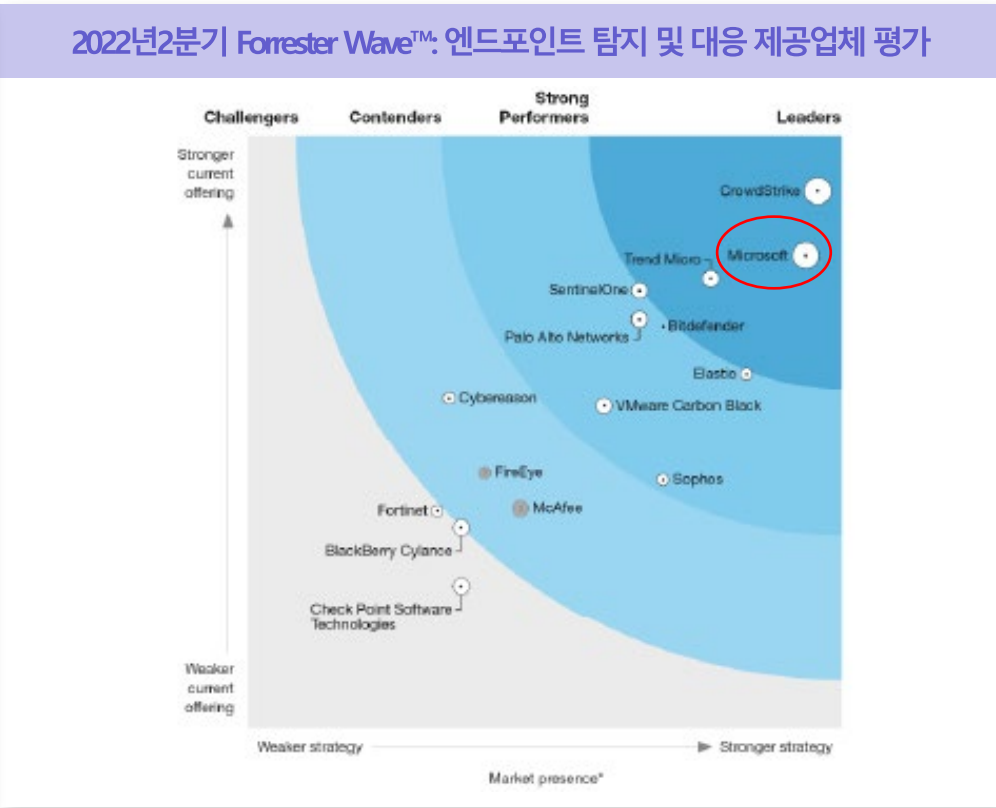 2022년2분기 Forrester Wave™: 엔드포인트 탐지 및 대응 제공업체 평가
Challengers
Contenders
Strong
Performers
Leaders
Stronger
current
offering
CrowdStrike
Microsoft
Trend Micro
SentinelOne
Bitdefender
Palo Alto Networks
Elastic
Cybereason
VMware Carbon Black
FireEye
Sophos
McAfee
Fortinet
BlackBerry Cylance
Check Point Software
Technologies
Weaker
current
offering
Weaker strategy
Stronger strategy
Market presence*